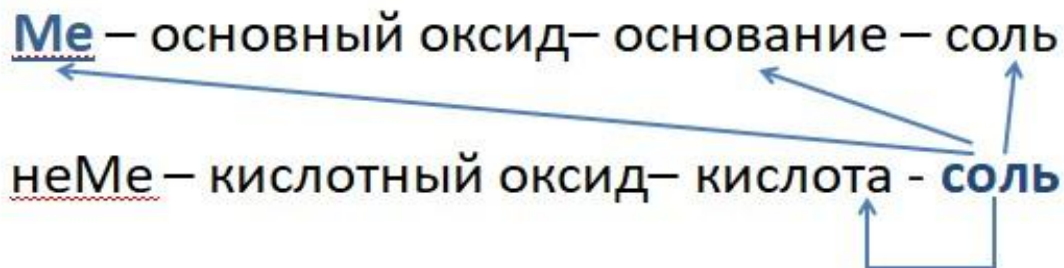 Ме – основный оксид– основание – соль
неМе – кислотный оксид– кислота - соль